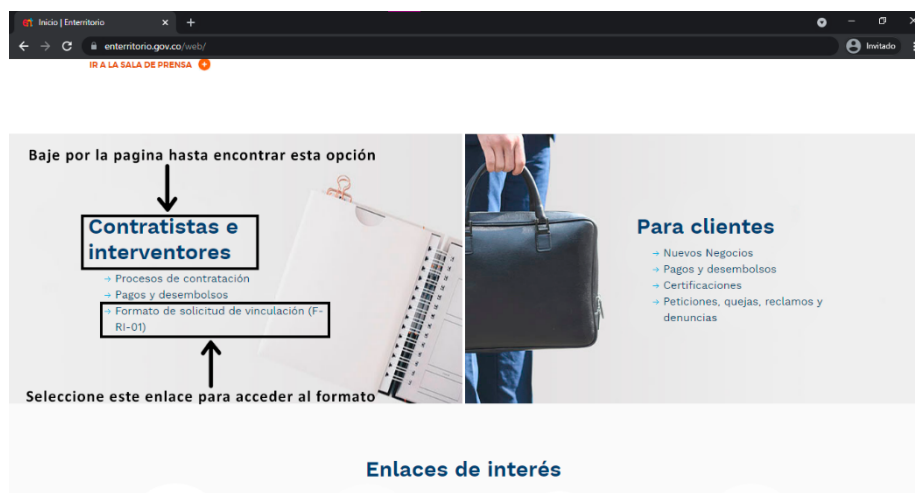 Inicio | Enterritorio
enterritorio.gov.co/web/
Invitado
IR A LA SALA DE PRENSA
Baje por la pagina hasta encontrar esta opción
Contratistas e
interventores
Procesos de contratación
Pagos y desembolsos
Formato de solicitud de vinculación (F-
RI-01)
Seleccione este enlace para acceder al formato
Para clientes
Nuevos Negocios
Pagos y desembolsos
Certificaciones
Peticiones, quejas, reclamos y
denuncias
Enlaces de interés